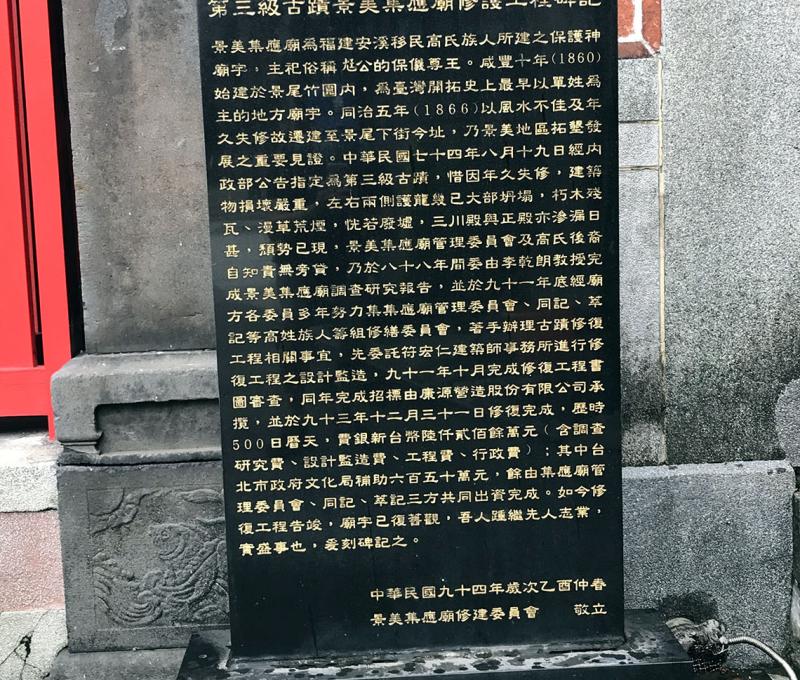 第三級古蹟景美集應廟修護工程碑記
景美集應廟為福建安溪移民高氏族人所建之保護神
廟宇，主祀俗稱尪公的保儀尊王。咸豐十年(1860)
始建於景尾竹圍內，為臺灣開拓史上最早以單姓為
主的地方廟宇。同治五年(1866)以風水不佳及年
久失修故遷建至景尾下街今址，乃景美地區拓墾發
展之重要見證。中華民國七十四年八月十九日經內
政部公告指定為第三級古蹟，惜因年久失修，建築
物損壞嚴重，左右兩側護龍幾已大部坍塌，朽木殘
瓦、漫草荒煙，恍若廢墟，三川殿與正殿亦滲漏日
甚，頹勢已現，景美集應廟管理委員會及高氏後裔
自知責無旁貸，乃於八十八年間委由李乾朗教授完
成景美集應廟調查研究報告，並於九十一年底經廟
方各委員多年努力集集應廟管理委員會、同記、萃
記等高姓族人籌組修繕委員會，著手辦理古蹟修復
工程相關事宜，先委託符宏仁建築師事務所進行修
復工程之設計監造，九十一年十月完成修復工程書
圖審查，同年完成招標由康源營造股份有限公司承
攬，並於九十三年十二月三十一日修復完成，歷時
500日曆天，費銀新台幣陸仟貳佰餘萬元（含調查
研究費、設計監造費、工程費、行政費）；其中台
北市政府文化局補助六百五十萬元，餘由集應廟管
理委員會、同記、萃記三方共同出資完成。如今修
復工程告竣，廟宇已復舊觀，吾人踵繼先人志業，
實盛事也，爰刻碑記之。
中華民國九十四年歲次乙酉仲春
景美集應廟修建委員會　敬立